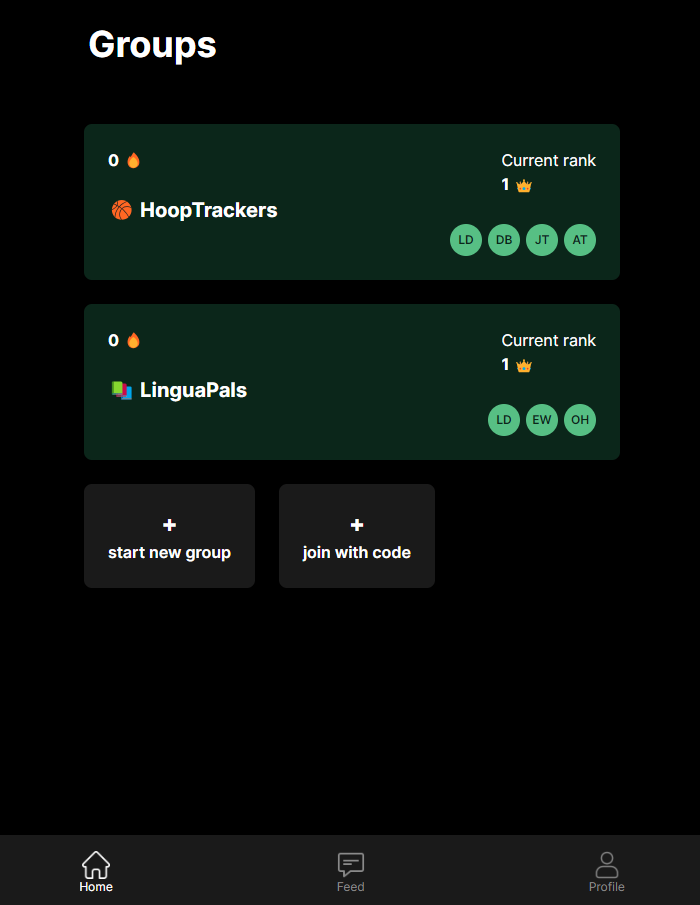 Groups
0 🔥
Current rank
1 👑
🏀 HoopTrackers
LD DB JT AT
0 🔥
Current rank
1 👑
📚 LinguaPals
LD EW OH
+
start new group
+
join with code
Home
Feed
Profile